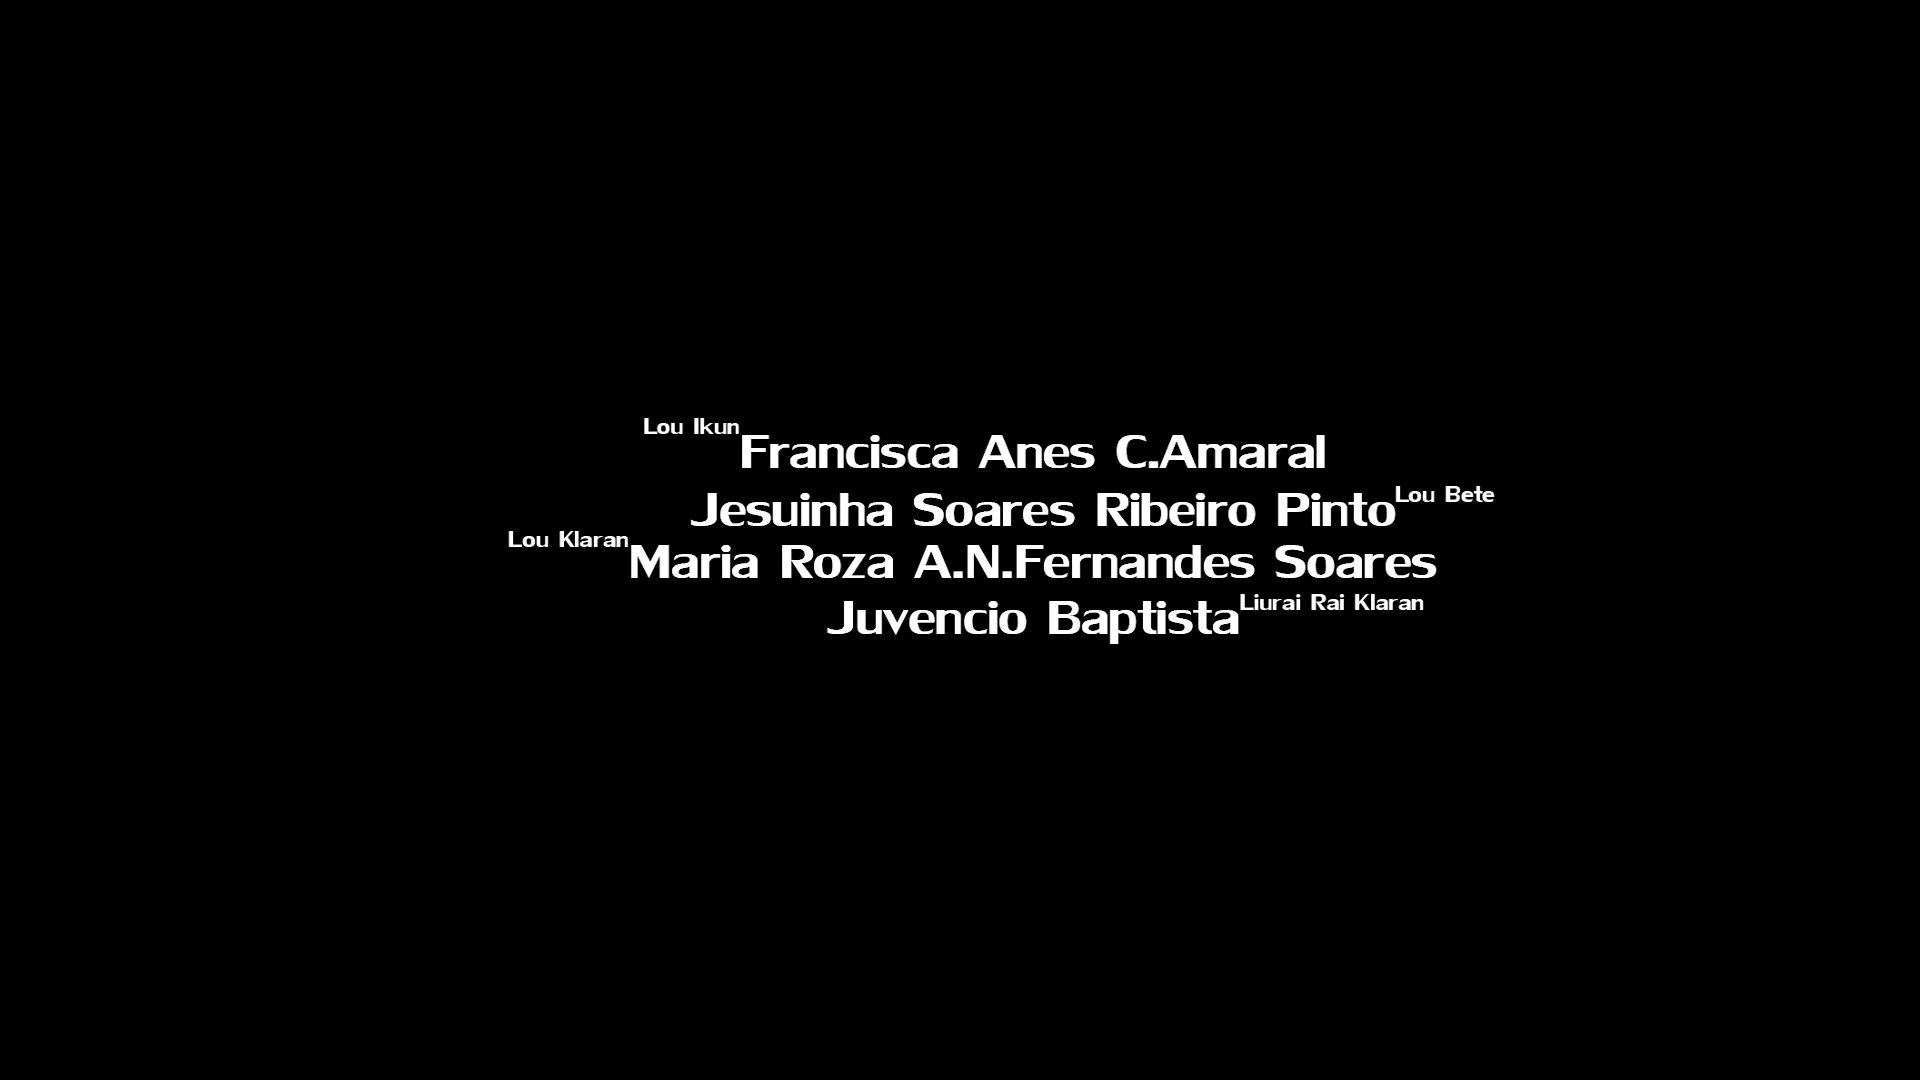 Lou Ikun Francisca Anes C.Amaral
Jesuinha Soares Ribeiro Pinto Lou Bete
Lou Klaran Maria Roza A.N.Fernandes Soares
Juvencio Baptista Liurai Rai Klaran